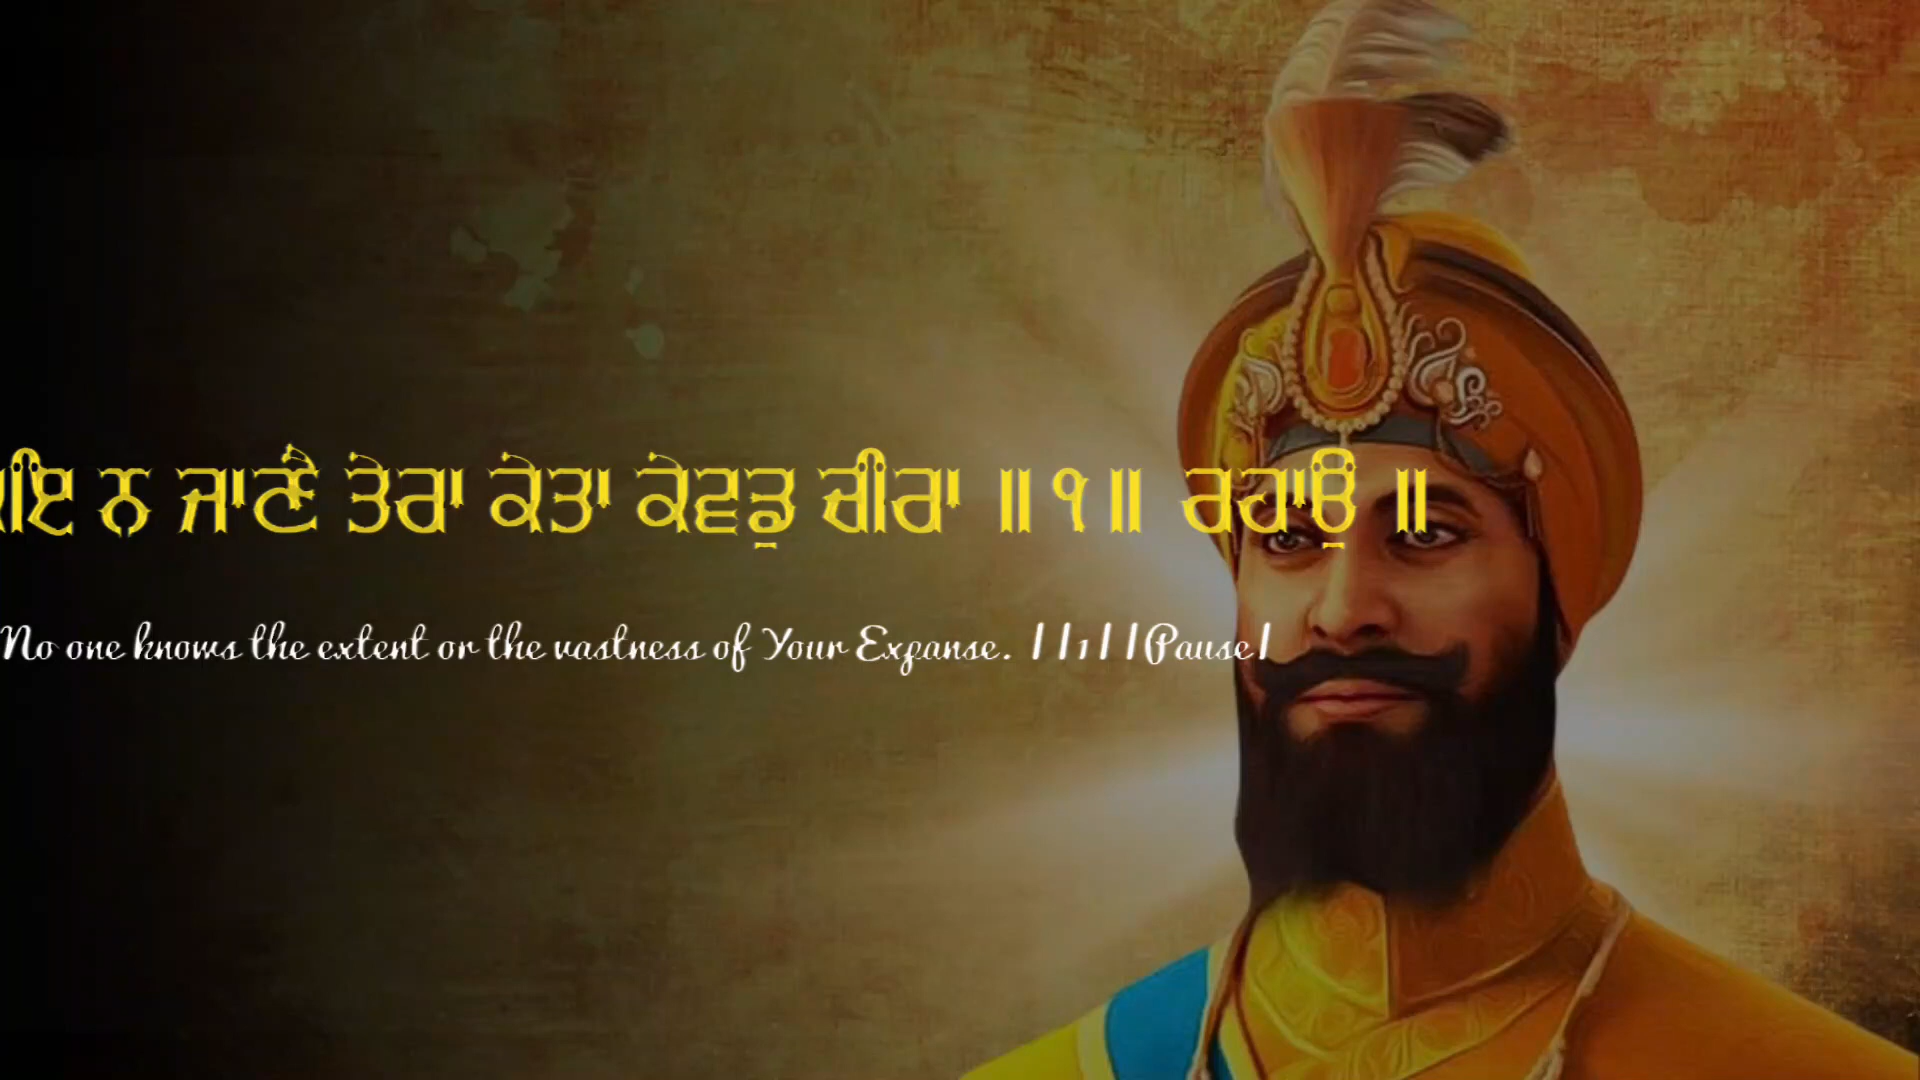 ਇ ਨ ਜਾਣੈ ਤੇਰਾ ਕੇਤਾ ਕੇਵਡੁ ਚੀਰਾ ॥੧॥ ਰਹਾਉ ॥
No one knows the extent or the vastness of Your Expanse. ||1||Pause|